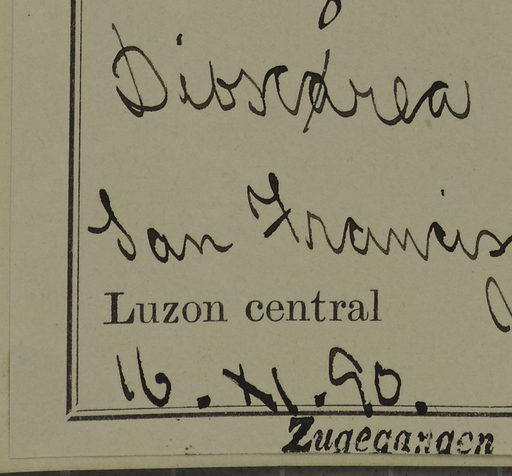 Dioscorea
San Francis
Luzon central
16. XI. 90.
Zugegangen